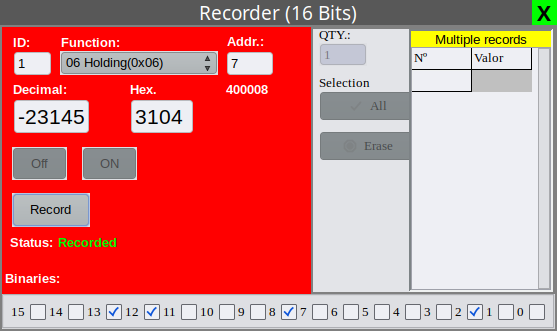 Recorder (16 Bits) X
ID: Function: Addr.:
1 06 Holding(0x06) 7
Decimal: Hex. 400008
-23145 3104
Off ON
Record
Status: Recorded
Binaries:
QTY.:
1
Selection
All
Erase
Multiple records
Nº Valor
15 14 13 12 11 10 9 8 7 6 5 4 3 2 1 0